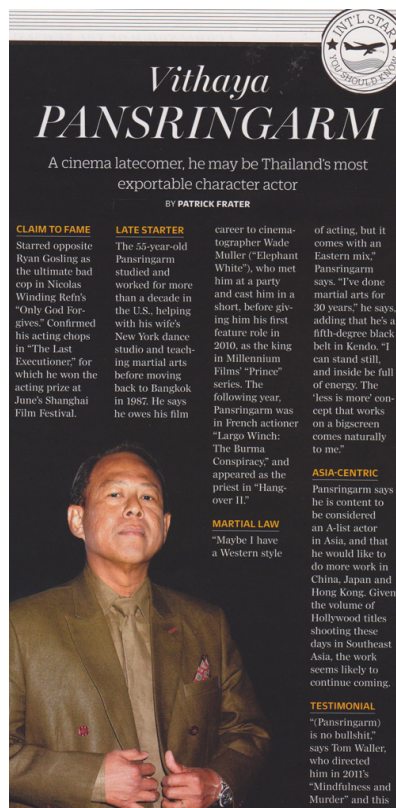 INT'L STAR
YOU SHOULD KNOW
Vithaya
PANSRINGARM
A cinema latecomer, he may be Thailand's most
exportable character actor
BY PATRICK FRATER
CLAIM TO FAME
Starred opposite
Ryan Gosling as
the ultimate bad
cop in Nicolas
Winding Refn's
"Only God For-
gives." Confirmed
his acting chops
in "The Last
Executioner," for
which he won the
acting prize at
June's Shanghai
Film Festival.
LATE STARTER
The 55-year-old
Pansringarm
studied and
worked for more
than a decade in
the U.S., helping
with his wife's
New York dance
studio and teach-
ing martial arts
before moving
back to Bangkok
in 1987. He says
he owes his film
career to cinema-
tographer Wade
Muller ("Elephant
White"), who met
him at a party
and cast him in a
short, before giv-
ing him his first
feature role in
2010, as the king
in Millennium
Films' "Prince"
series. The
following year,
Pansringarm was
in French actioner
"Largo Winch:
The Burma
Conspiracy," and
appeared as the
priest in "Hang-
over II."
MARTIAL LAW
"Maybe I have
a Western style
of acting, but it
comes with an
Eastern mix,"
Pansringarm
says. "I've done
martial arts for
30 years," he says,
adding that he's a
fifth-degree black
belt in Kendo. "I
can stand still,
and inside be full
of energy. The
'less is more' con-
cept that works
on a bigscreen
comes naturally
to me."
ASIA-CENTRIC
Pansringarm says
he is content to
be considered
an A-list actor
in Asia, and that
he would like to
do more work in
China, Japan and
Hong Kong. Given
the volume of
Hollywood titles
shooting these
days in Southeast
Asia, the work
seems likely to
continue coming.
TESTIMONIAL
"(Pansringarm)
is no bullshit,"
says Tom Waller,
who directed
him in 2011's
"Mindfulness and
Murder" and this